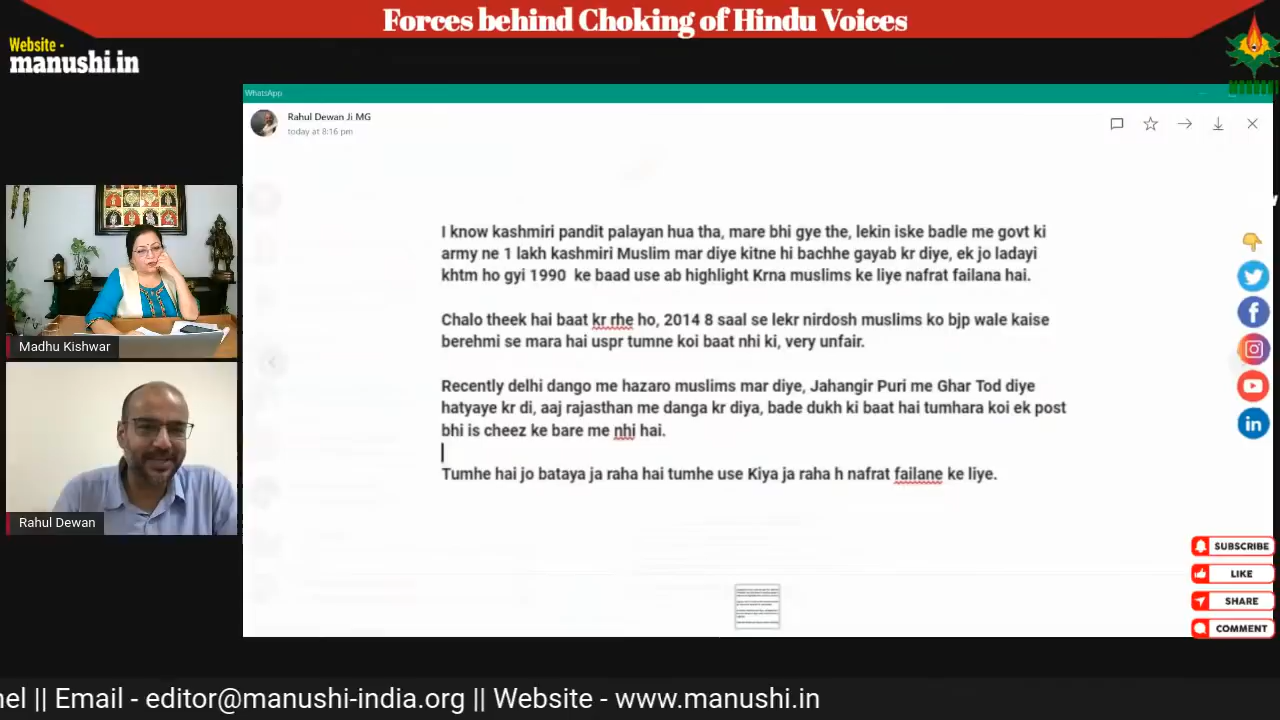 Forces behind Choking of Hindu Voices
Website -
manushi.in
WhatsApp
Rahul Dewan Ji MG
today at 8:16 pm
I know kashmiri pandit palayan hua tha, mare bhi gye the, lekin iske badle me govt ki
army ne 1 lakh kashmiri Muslim mar diye kitne hi bachhe gayab kr diye, ek jo ladayi
khtm ho gyi 1990 ke baad use ab highlight Krna muslims ke liye nafrat failana hai.
Chalo theek hai baat kr rhe ho, 2014 8 saal se lekr nirdosh muslims ko bjp wale kaise
berehmi se mara hai uspr tumne koi baat nhi ki, very unfair.
Recently delhi dango me hazaro muslims mar diye, Jahangir Puri me Ghar Tod diye
hatyaye kr di, aaj rajasthan me danga kr diya, bade dukh ki baat hai tumhara koi ek post
bhi is cheez ke bare me nhi hai.
Tumhe hai jo bataya ja raha hai tumhe use Kiya ja raha h nafrat failane ke liye.
Madhu Kishwar
Rahul Dewan
SUBSCRIBE
LIKE
SHARE
COMMENT
nel || Email - editor@manushi-india.org || Website - www.manushi.in